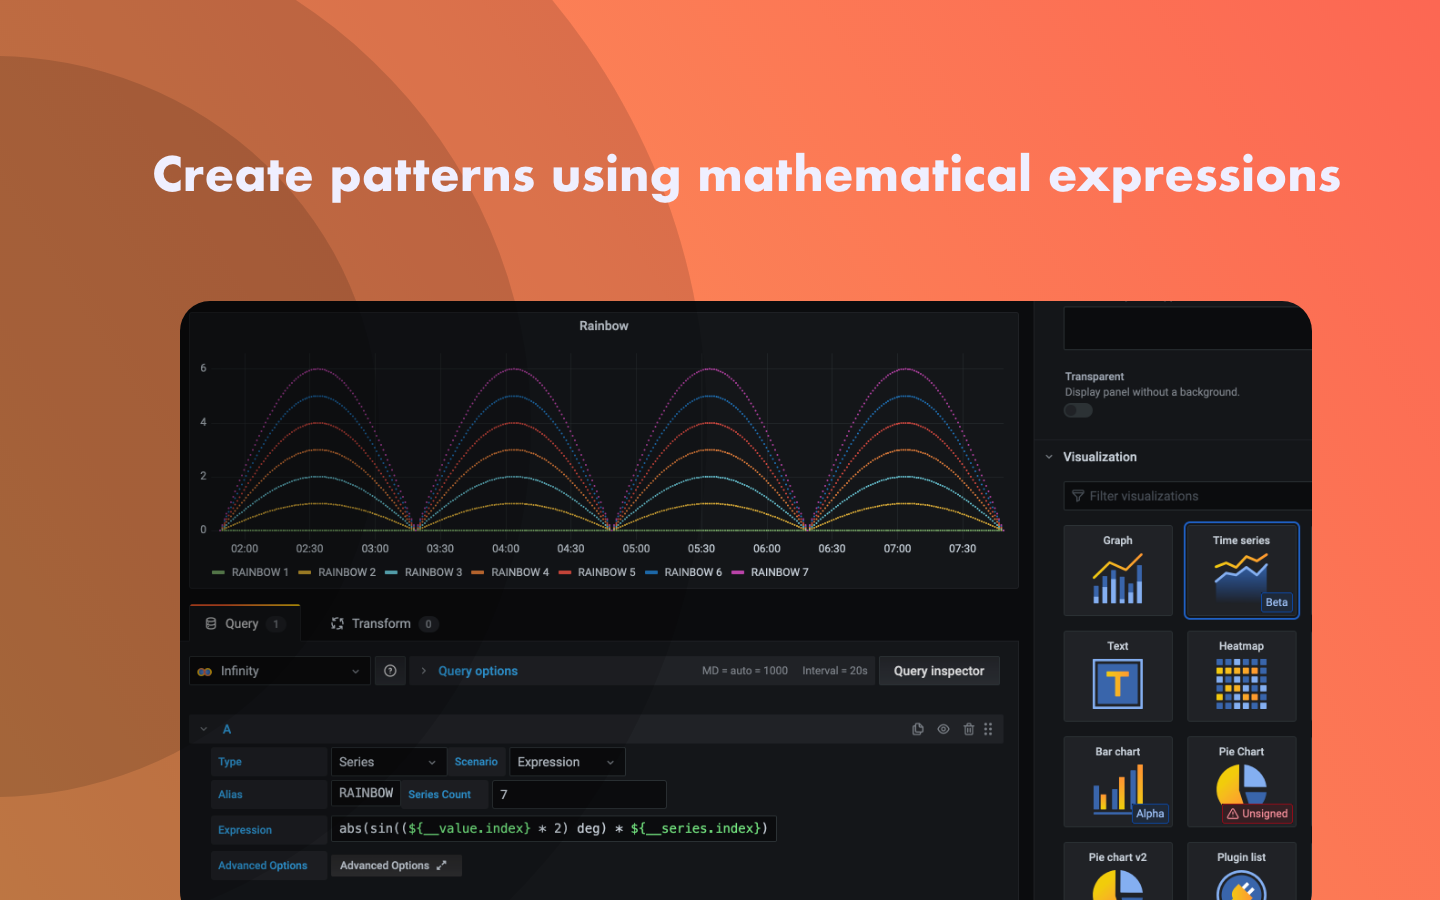 Create patterns using mathematical expressions
Rainbow
6
4
2
0
02:00 02:30 03:00 03:30 04:00 04:30 05:00 05:30 06:00 06:30 07:00 07:30
RAINBOW 1 RAINBOW 2 RAINBOW 3 RAINBOW 4 RAINBOW 5 RAINBOW 6 RAINBOW 7
Query 1 Transform 0
Infinity Query options MD = auto = 1000 Interval = 20s Query inspector
A
Type Series Scenario Expression
Alias RAINBOW Series Count 7
Expression abs(sin((${__value.index} * 2) deg) * ${__series.index})
Advanced Options Advanced Options
Transparent
Display panel without a background.
Visualization
Filter visualizations
Graph Time series
Beta
Text Heatmap
T
Bar chart Pie Chart
Alpha Unsigned
Pie chart v2 Plugin list